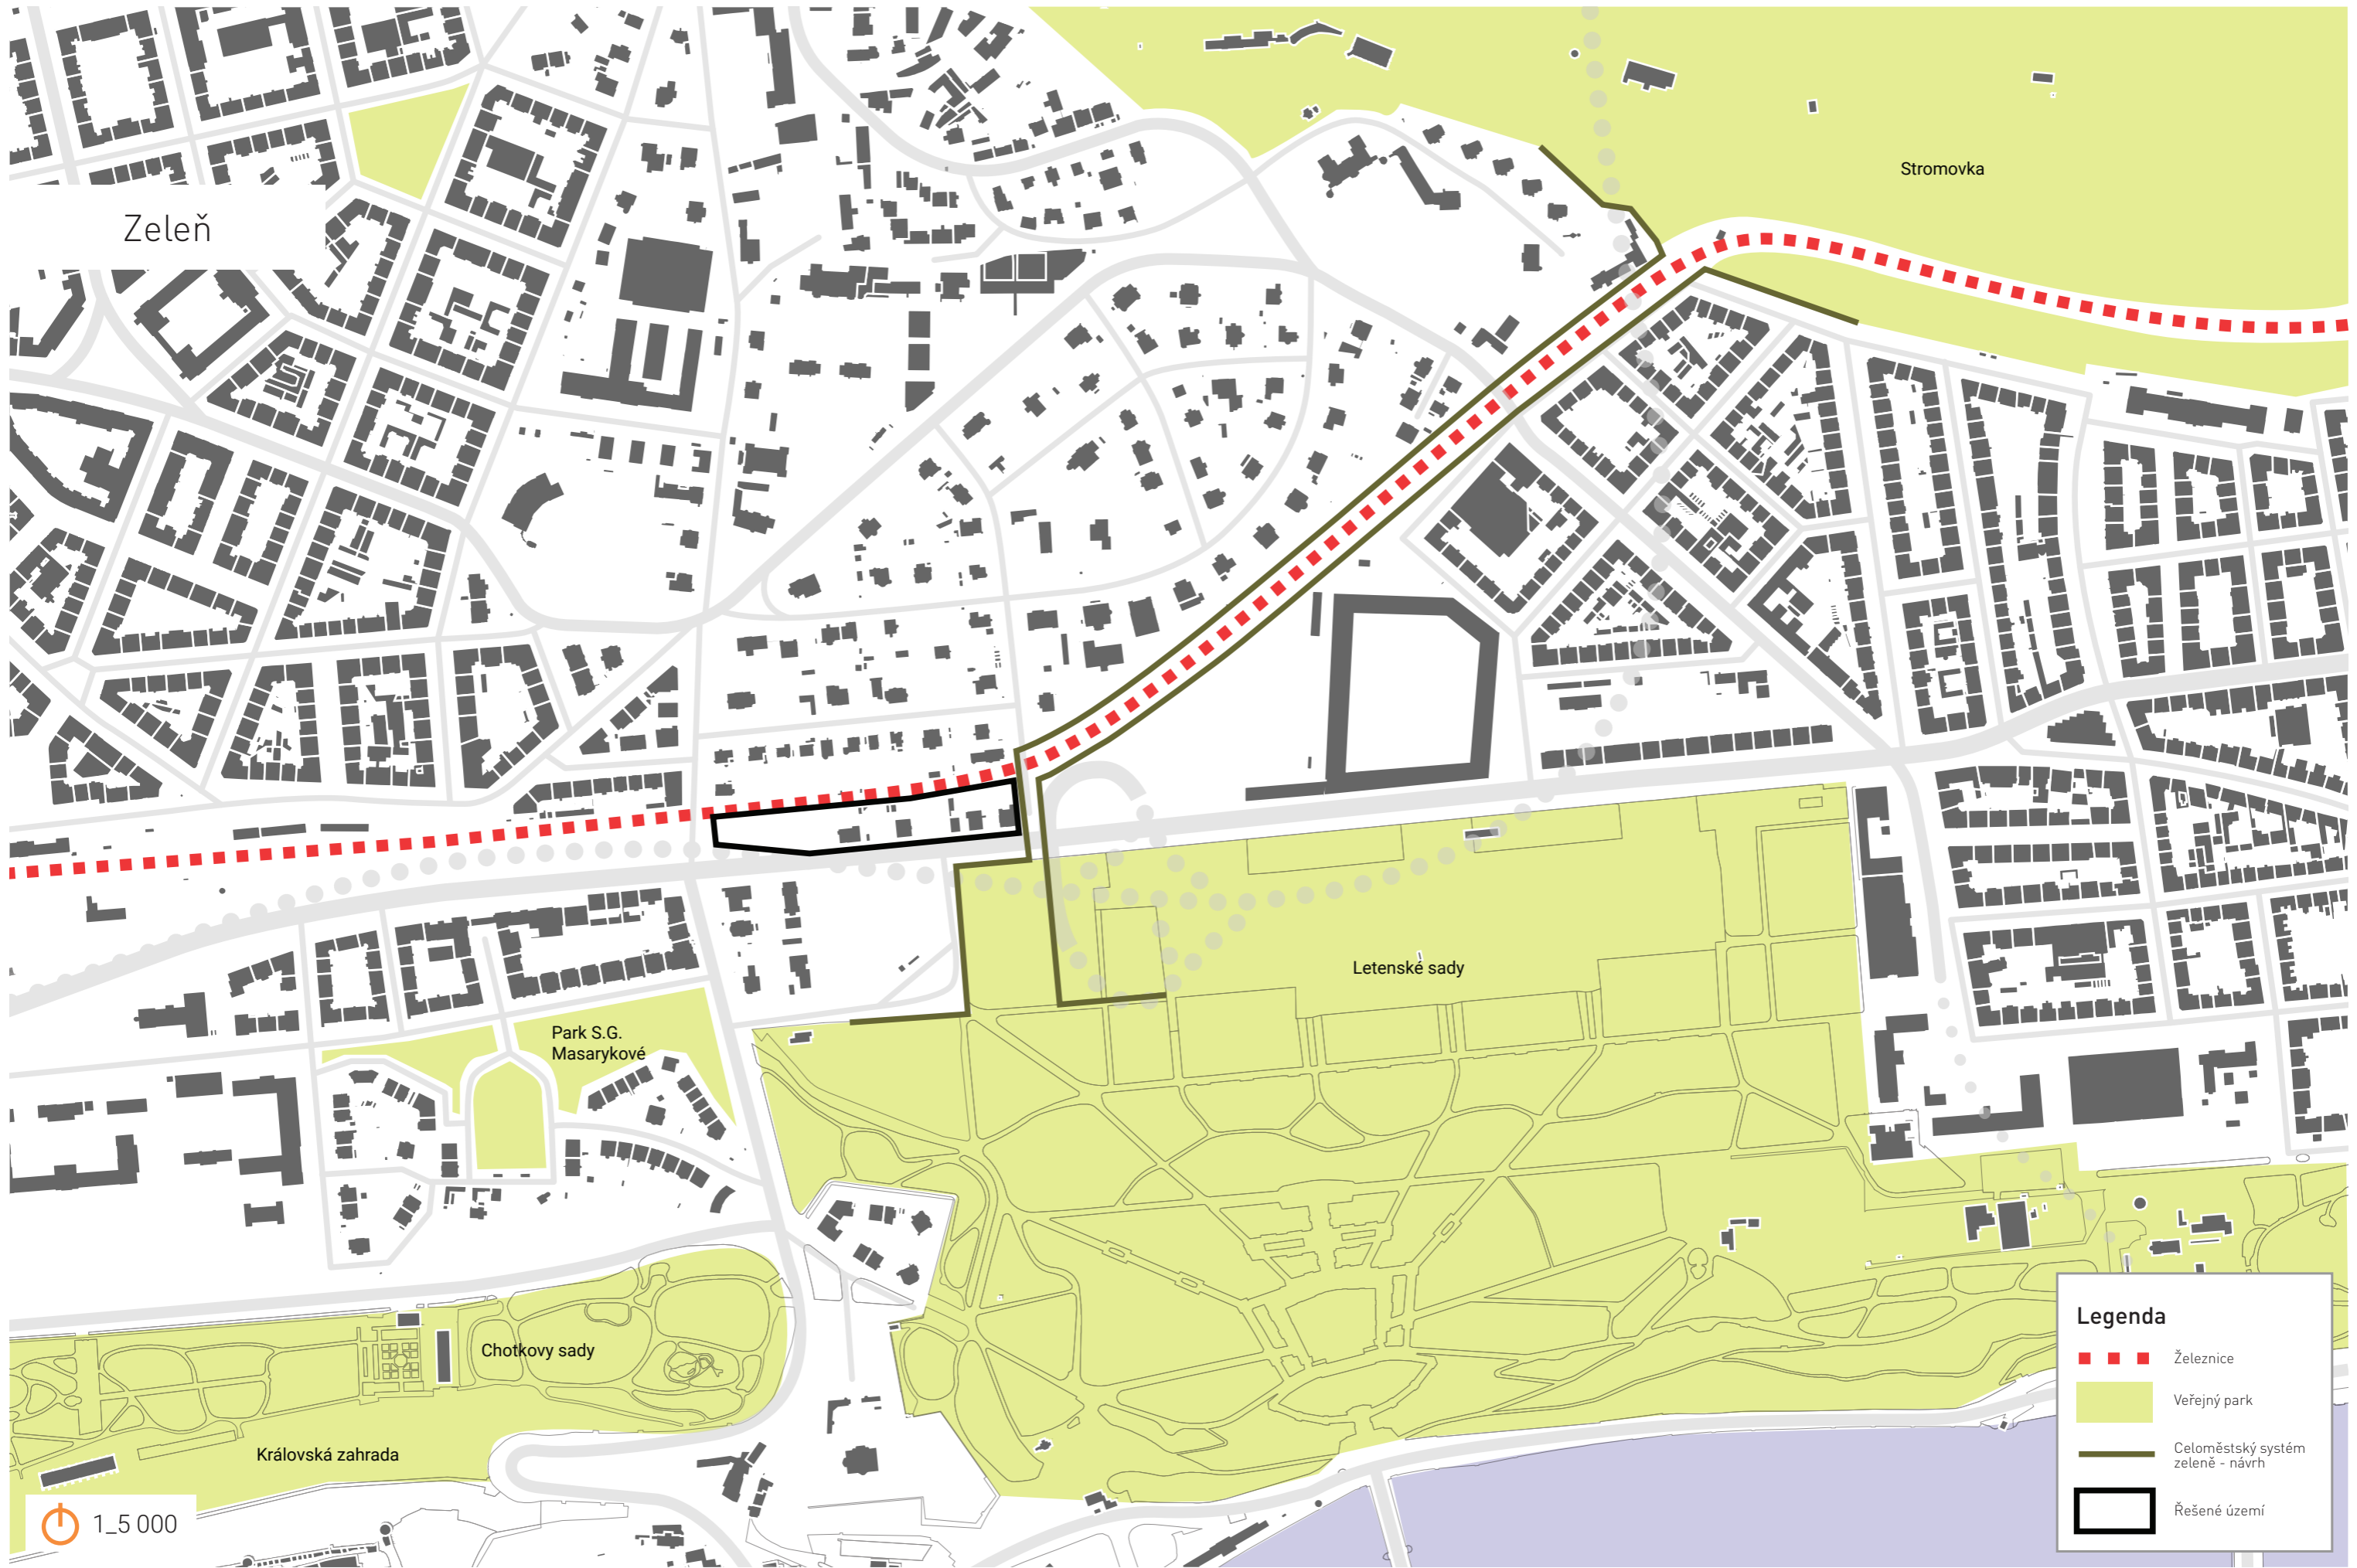 Stromovka
Zeleň
Letenské sady
Park S.G.
Masarykové
Chotkovy sady
Královská zahrada
1_5 000
Legenda
Železnice
Veřejný park
Celoměstský systém
zeleně - návrh
Řešené území